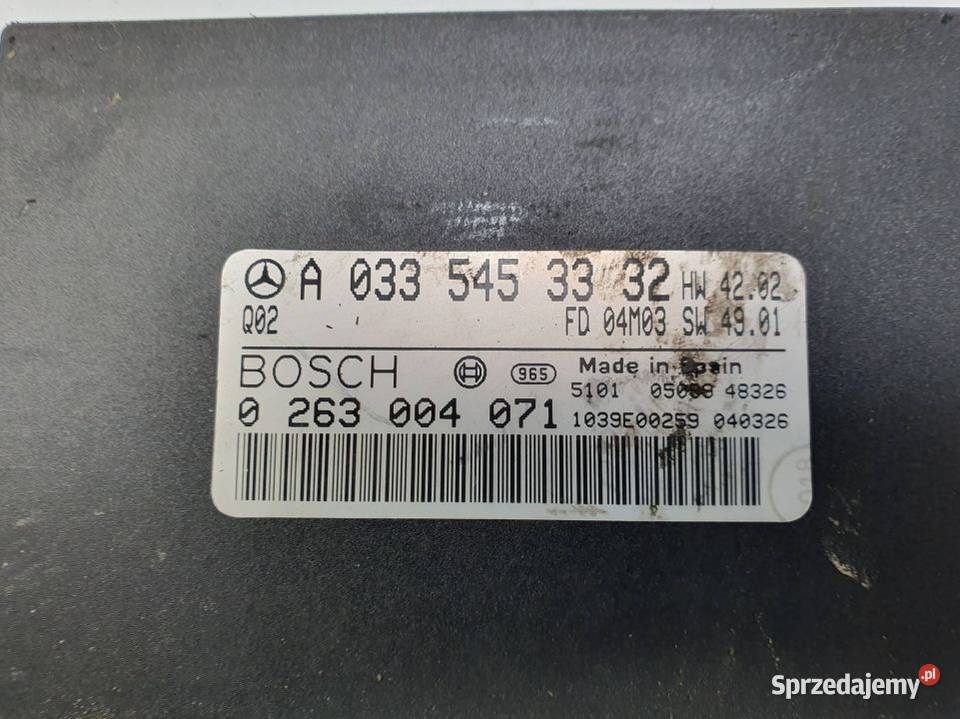 A 033 545 33 32 HW 42.02
Q02 FD 04M03 SW 49.01
BOSCH 965 Made in Spain
5101 48326
0 263 004 071 1039E00259 040326
018
Sprzedajemy.pl